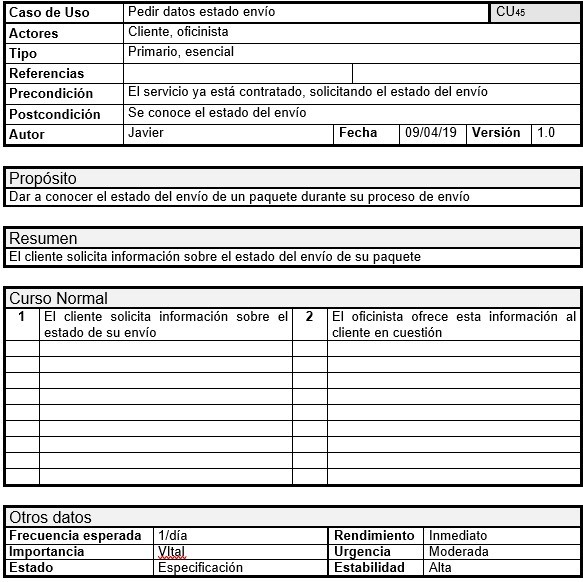 Caso de Uso Pedir datos estado envío CU45
Actores Cliente, oficinista
Tipo Primario, esencial
Referencias
Precondición El servicio ya está contratado, solicitando el estado del envío
Postcondición Se conoce el estado del envío
Autor Javier Fecha 09/04/19 Versión 1.0
Propósito
Dar a conocer el estado del envío de un paquete durante su proceso de envío
Resumen
El cliente solicita información sobre el estado del envío de su paquete
Curso Normal
1 El cliente solicita información sobre el 2 El oficinista ofrece esta información al
estado de su envío cliente en cuestión
Otros datos
Frecuencia esperada 1/día Rendimiento Inmediato
Importancia VItal Urgencia Moderada
Estado Especificación Estabilidad Alta